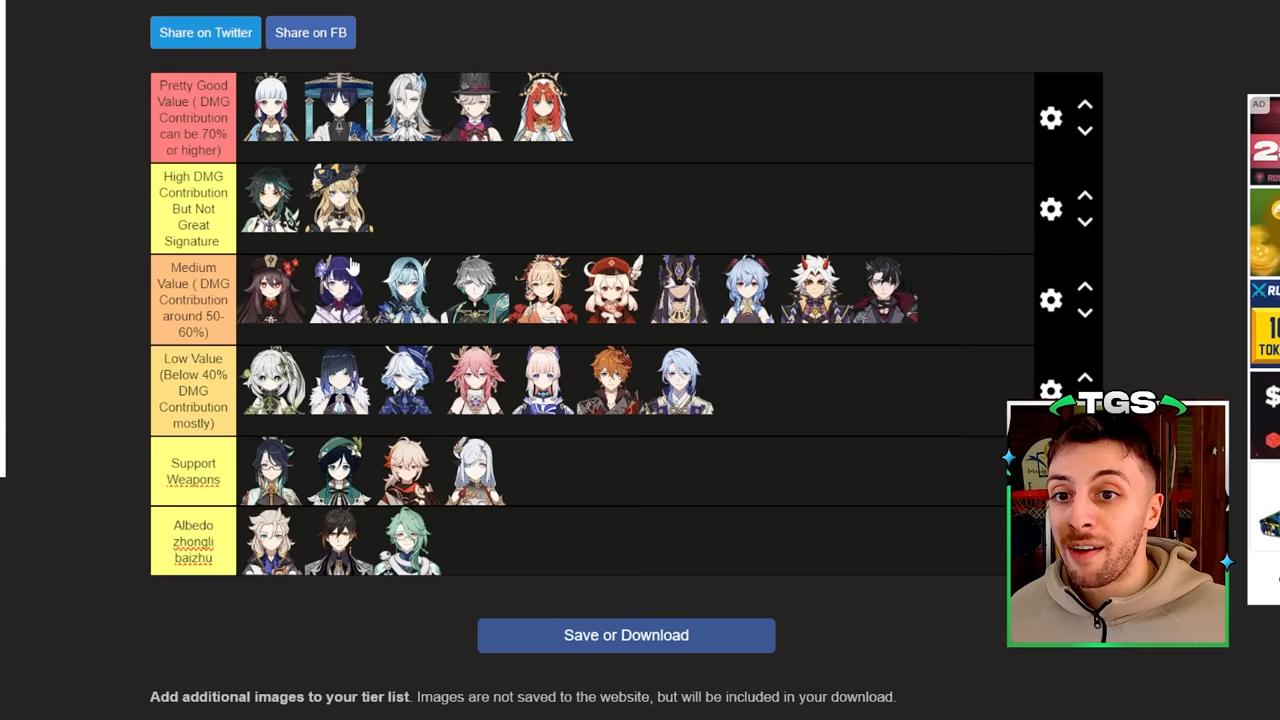 Share on Twitter
Share on FB
Pretty Good
Value ( DMG
Contribution
can be 70%
or higher)
High DMG
Contribution
But Not
Great
Signature
Medium
Value ( DMG
Contribution
around 50-
60%)
Low Value
(Below 40%
DMG
Contribution
mostly)
Support
Weapons
Albedo
zhongli
baizhu
AD
TGS
Save or Download
Add additional images to your tier list. Images are not saved to the website, but will be included in your download.